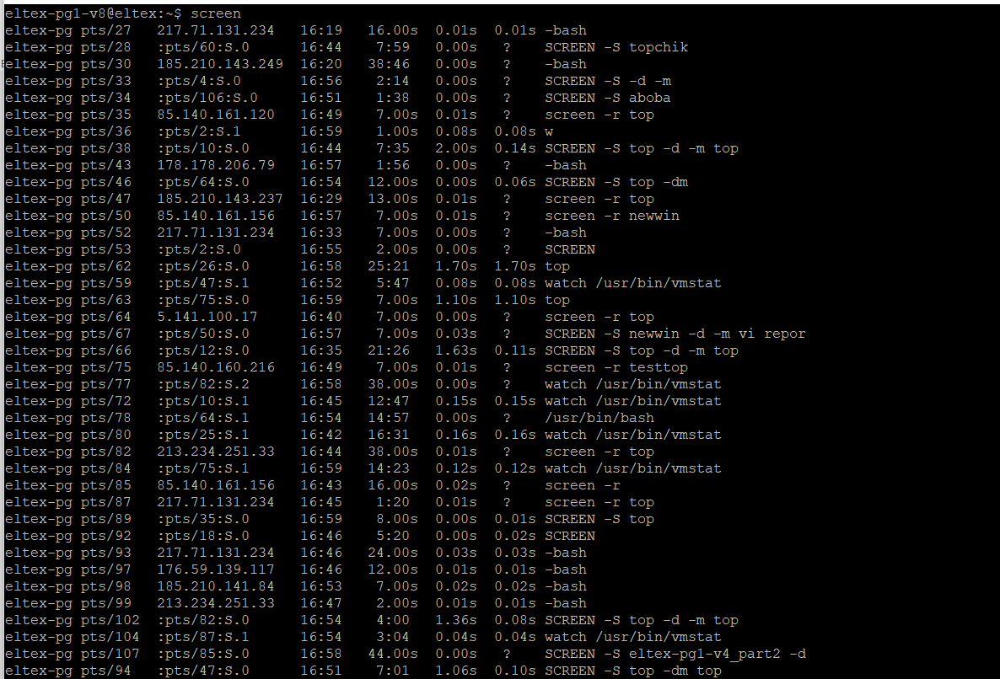 eltex-pg1-v8@eltex:~$ screen
eltex-pg pts/27   217.71.131.234   16:19   16.00s  0.01s  0.01s -bash
eltex-pg pts/28   :pts/60:S.0      16:44    7:59   0.00s   ?    SCREEN -S topchik
eltex-pg pts/30   185.210.143.249  16:20   38:46   0.00s   ?    -bash
eltex-pg pts/33   :pts/4:S.0       16:56    2:14   0.00s   ?    SCREEN -S -d -m
eltex-pg pts/34   :pts/106:S.0     16:51    1:38   0.00s   ?    SCREEN -S aboba
eltex-pg pts/35   85.140.161.120   16:49    7.00s  0.01s   ?    screen -r top
eltex-pg pts/36   :pts/2:S.1       16:59    1.00s  0.08s  0.08s w
eltex-pg pts/38   :pts/10:S.0      16:44    7:35   2.00s  0.14s SCREEN -S top -d -m top
eltex-pg pts/43   178.178.206.79   16:57    1:56   0.00s   ?    -bash
eltex-pg pts/46   :pts/64:S.0      16:54   12.00s  0.00s  0.06s SCREEN -S top -dm
eltex-pg pts/47   185.210.143.237  16:29   13.00s  0.01s   ?    screen -r top
eltex-pg pts/50   85.140.161.156   16:57    7.00s  0.01s   ?    screen -r newwin
eltex-pg pts/52   217.71.131.234   16:33    7.00s  0.00s   ?    -bash
eltex-pg pts/53   :pts/2:S.0       16:55    2.00s  0.00s   ?    SCREEN
eltex-pg pts/62   :pts/26:S.0      16:58   25:21   1.70s  1.70s top
eltex-pg pts/59   :pts/47:S.1      16:52    5:47   0.08s  0.08s watch /usr/bin/vmstat
eltex-pg pts/63   :pts/75:S.0      16:59    7.00s  1.10s  1.10s top
eltex-pg pts/64   5.141.100.17     16:40    7.00s  0.00s   ?    screen -r top
eltex-pg pts/67   :pts/50:S.0      16:57    7.00s  0.03s   ?    SCREEN -S newwin -d -m vi repor
eltex-pg pts/66   :pts/12:S.0      16:35   21:26   1.63s  0.11s SCREEN -S top -d -m top
eltex-pg pts/75   85.140.160.216   16:49    7.00s  0.01s   ?    screen -r testtop
eltex-pg pts/77   :pts/82:S.2      16:58   38.00s  0.00s   ?    watch /usr/bin/vmstat
eltex-pg pts/72   :pts/10:S.1      16:45   12:47   0.15s  0.15s watch /usr/bin/vmstat
eltex-pg pts/78   :pts/64:S.1      16:54   14:57   0.00s   ?    /usr/bin/bash
eltex-pg pts/80   :pts/25:S.1      16:42   16:31   0.16s  0.16s watch /usr/bin/vmstat
eltex-pg pts/82   213.234.251.33   16:44   38.00s  0.01s   ?    screen -r top
eltex-pg pts/84   :pts/75:S.1      16:59   14:23   0.12s  0.12s watch /usr/bin/vmstat
eltex-pg pts/85   85.140.161.156   16:43   16.00s  0.02s   ?    screen -r
eltex-pg pts/87   217.71.131.234   16:45    1:20   0.01s   ?    screen -r top
eltex-pg pts/89   :pts/35:S.0      16:59    8.00s  0.00s  0.01s SCREEN -S top
eltex-pg pts/92   :pts/18:S.0      16:46    5:20   0.00s  0.02s SCREEN
eltex-pg pts/93   217.71.131.234   16:46   24.00s  0.03s  0.03s -bash
eltex-pg pts/97   176.59.139.117   16:46   12.00s  0.01s  0.01s -bash
eltex-pg pts/98   185.210.141.84   16:53    7.00s  0.02s  0.02s -bash
eltex-pg pts/99   213.234.251.33   16:47    2.00s  0.01s  0.01s -bash
eltex-pg pts/102  :pts/82:S.0      16:54    4:00   1.36s  0.08s SCREEN -S top -d -m top
eltex-pg pts/104  :pts/87:S.1      16:54    3:04   0.04s  0.04s watch /usr/bin/vmstat
eltex-pg pts/107  :pts/85:S.0      16:58   44.00s  0.00s   ?    SCREEN -S eltex-pg1-v4_part2 -d
eltex-pg pts/94   :pts/47:S.0      16:51    7:01   1.06s  0.10s SCREEN -S top -dm top